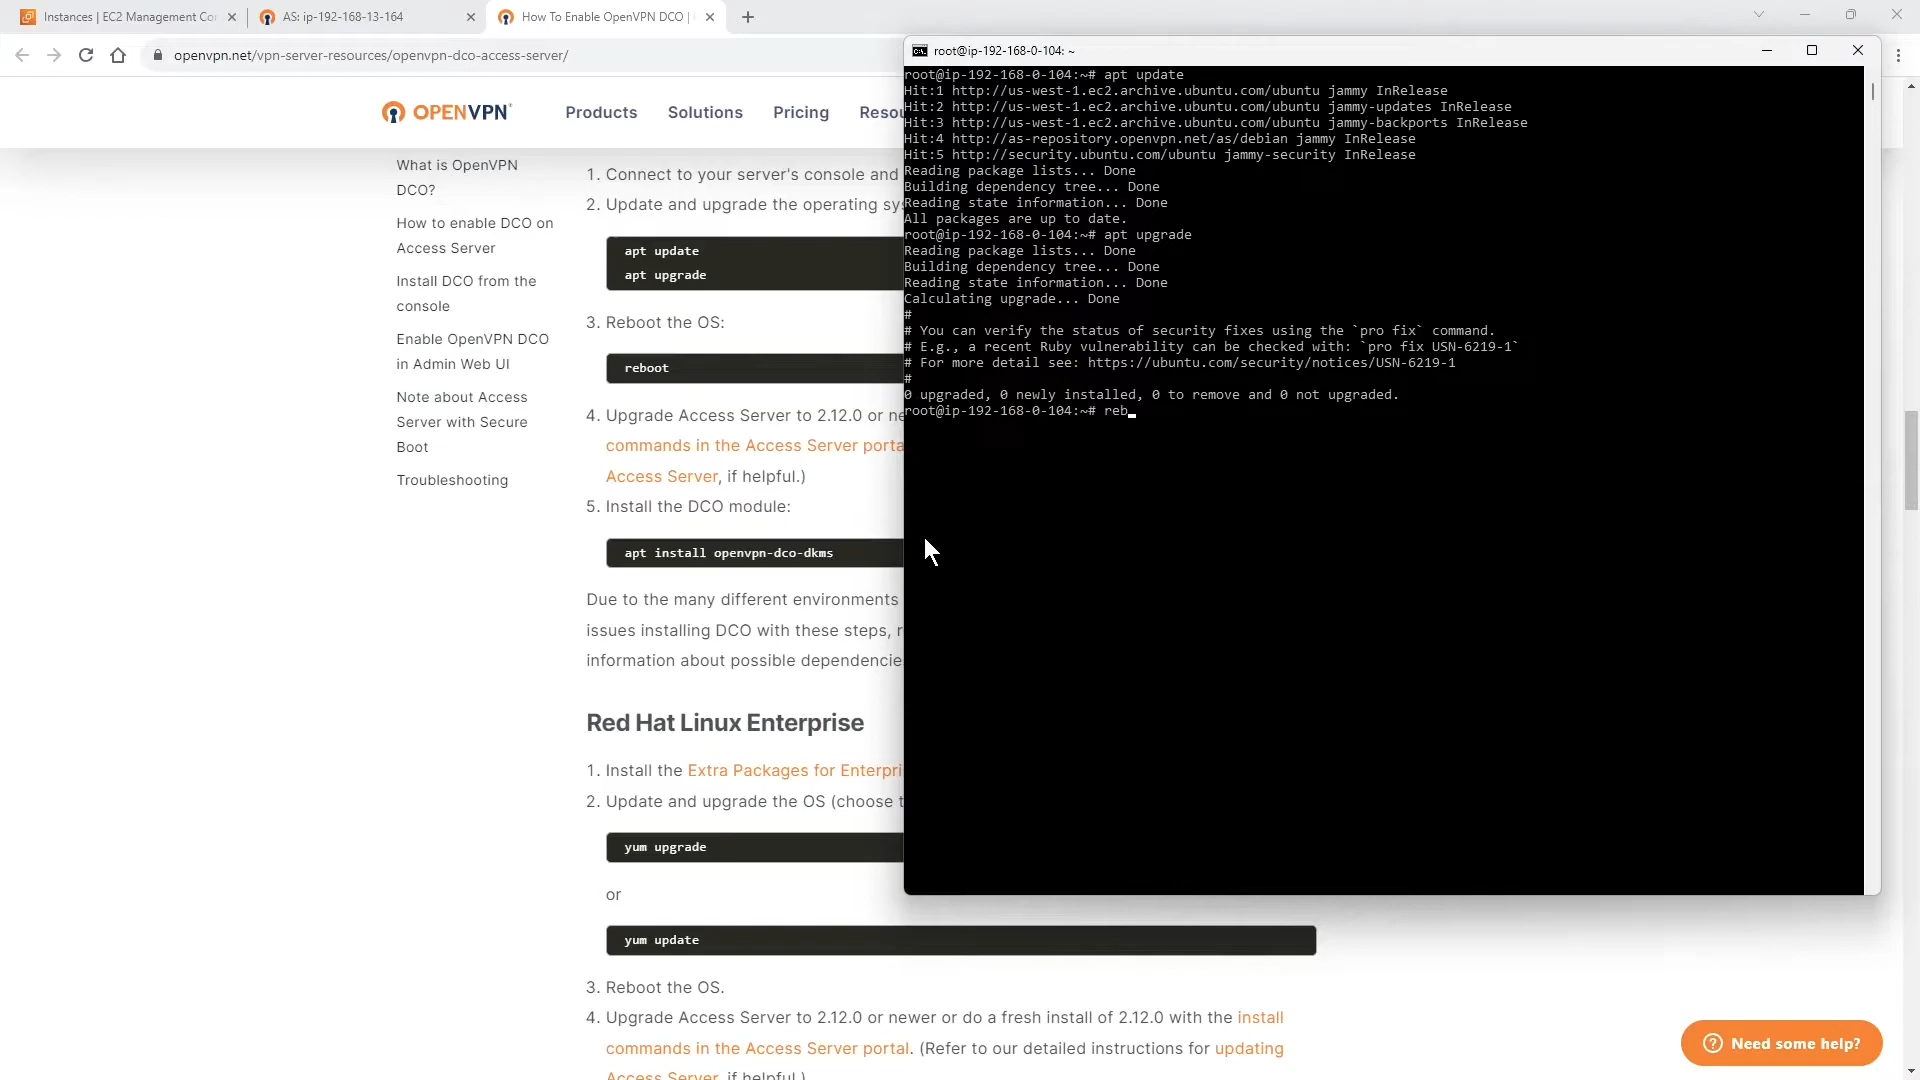 Instances | EC2 Management Co
AS: ip-192-168-13-164
How To Enable OpenVPN DCO |
openvpn.net/vpn-server-resources/openvpn-dco-access-server/
OPENVPN
Products
Solutions
Pricing
Resou
What is OpenVPN
DCO?
How to enable DCO on
Access Server
Install DCO from the
console
Enable OpenVPN DCO
in Admin Web UI
Note about Access
Server with Secure
Boot
Troubleshooting
1. Connect to your server's console and
2. Update and upgrade the operating sy
apt update
apt upgrade
3. Reboot the OS:
reboot
4. Upgrade Access Server to 2.12.0 or ne
commands in the Access Server porta
Access Server, if helpful.)
5. Install the DCO module:
apt install openvpn-dco-dkms
Due to the many different environments
issues installing DCO with these steps, r
information about possible dependencie
Red Hat Linux Enterprise
1. Install the Extra Packages for Enterpri
2. Update and upgrade the OS (choose t
yum upgrade
or
yum update
3. Reboot the OS.
4. Upgrade Access Server to 2.12.0 or newer or do a fresh install of 2.12.0 with the install
commands in the Access Server portal. (Refer to our detailed instructions for updating
Access Server, if helpful.)
root@ip-192-168-0-104: ~
root@ip-192-168-0-104:~# apt update
Hit:1 http://us-west-1.ec2.archive.ubuntu.com/ubuntu jammy InRelease
Hit:2 http://us-west-1.ec2.archive.ubuntu.com/ubuntu jammy-updates InRelease
Hit:3 http://us-west-1.ec2.archive.ubuntu.com/ubuntu jammy-backports InRelease
Hit:4 http://as-repository.openvpn.net/as/debian jammy InRelease
Hit:5 http://security.ubuntu.com/ubuntu jammy-security InRelease
Reading package lists... Done
Building dependency tree... Done
Reading state information... Done
All packages are up to date.
root@ip-192-168-0-104:~# apt upgrade
Reading package lists... Done
Building dependency tree... Done
Reading state information... Done
Calculating upgrade... Done
#
# You can verify the status of security fixes using the `pro fix` command.
# E.g., a recent Ruby vulnerability can be checked with: `pro fix USN-6219-1`
# For more detail see: https://ubuntu.com/security/notices/USN-6219-1
#
0 upgraded, 0 newly installed, 0 to remove and 0 not upgraded.
root@ip-192-168-0-104:~# reb_
Need some help?